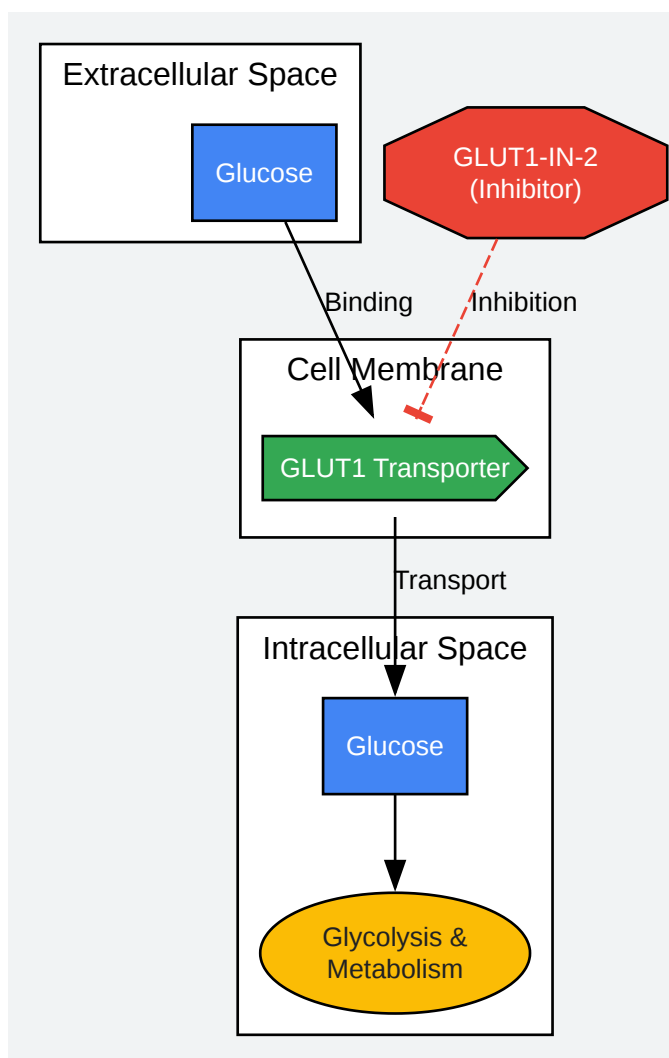 Extracellular Space
Glucose
GLUT1-IN-2
(Inhibitor)
Binding
Inhibition
Cell Membrane
GLUT1 Transporter
Transport
Intracellular Space
Glucose
Glycolysis &
Metabolism